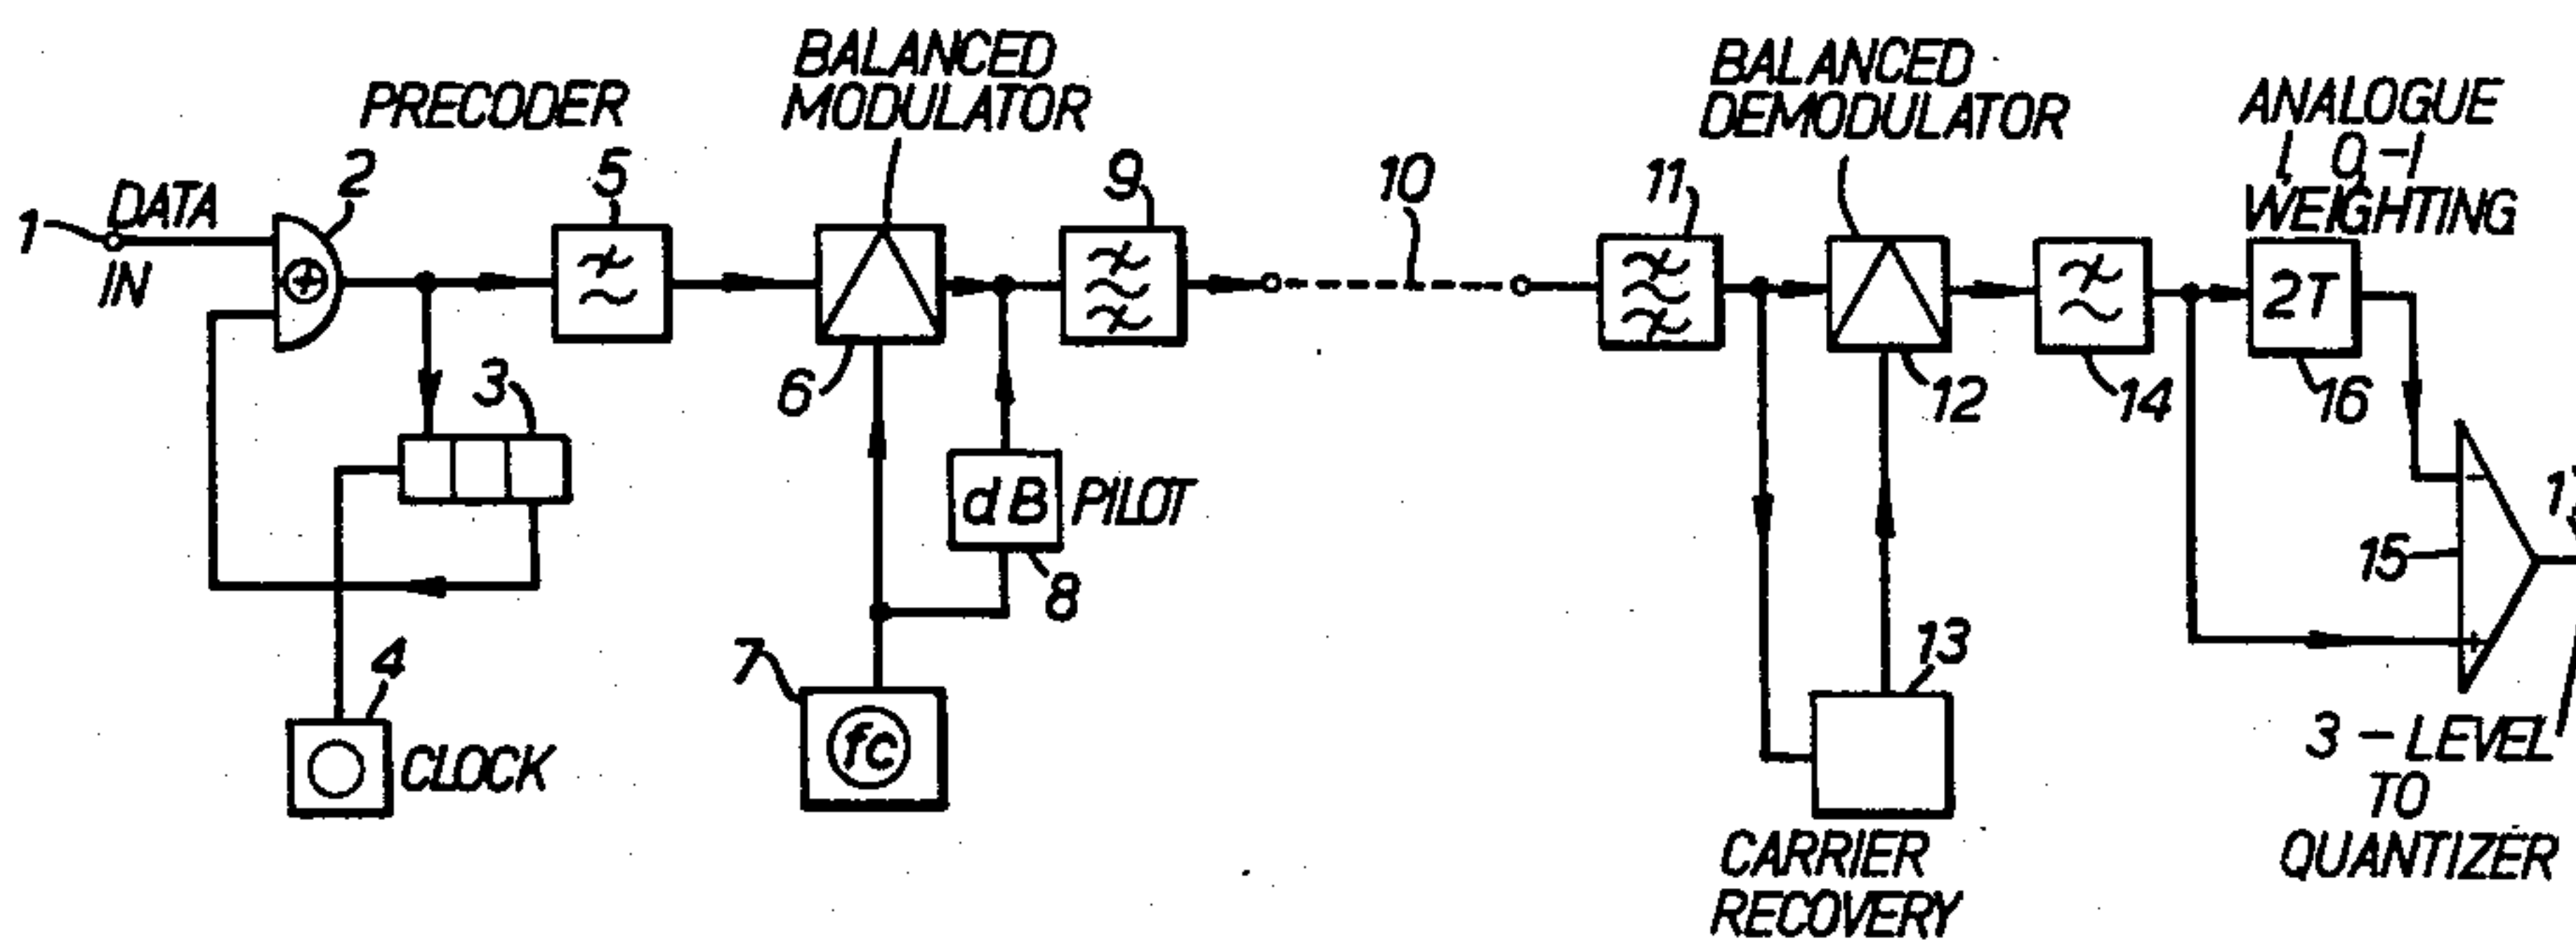 PRECODER
BALANCED
MODULATOR
BALANCED
DEMODULATOR
ANALOGUE
1, 0, -1
WEIGHTING
1
DATA
IN
2
5
9
10
11
2T
3
6
12
14
16
dB
PILOT
8
15
4
CLOCK
7
fc
13
CARRIER
RECOVERY
3 - LEVEL
TO
QUANTIZER
+
-
+